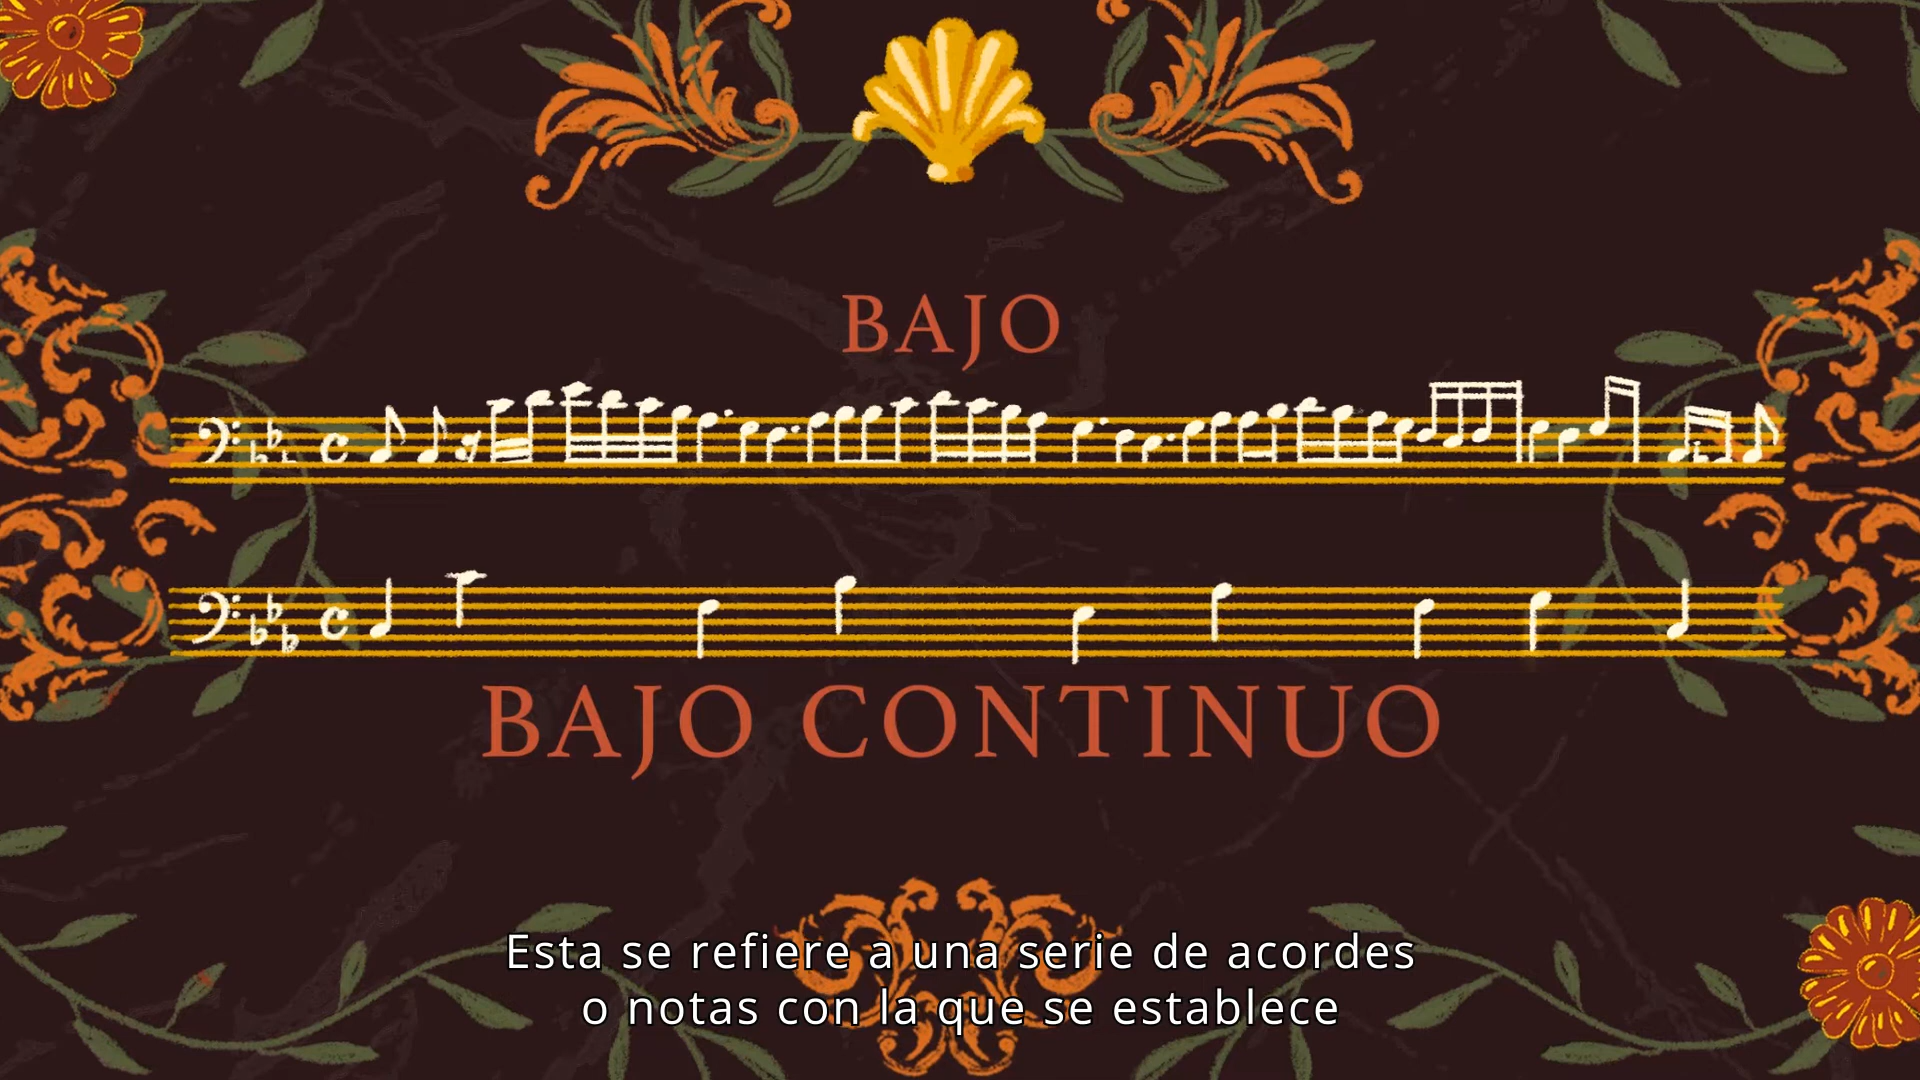 BAJO
BAJO CONTINUO
Esta se refiere a una serie de acordes
o notas con la que se establece